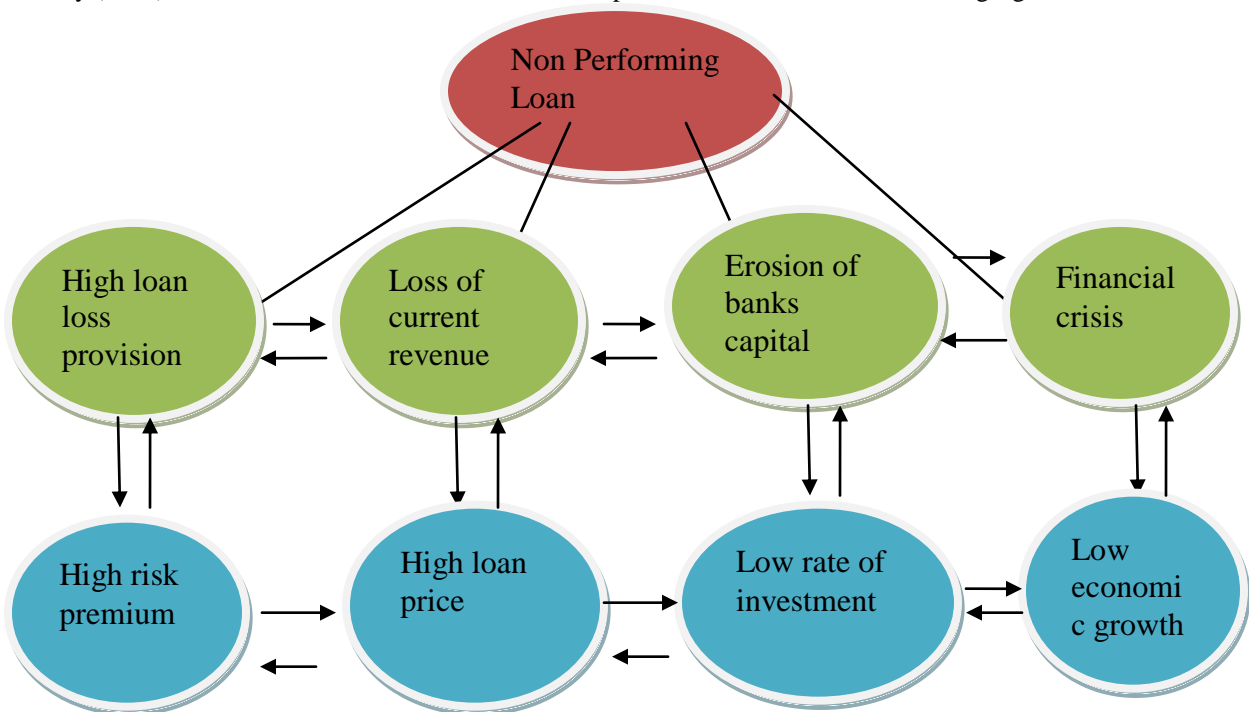 Non Performing
Loan
High loan
loss
provision
Loss of
current
revenue
Erosion of
banks
capital
Financial
crisis
High risk
premium
High loan
price
Low rate of
investment
Low
economi
c growth